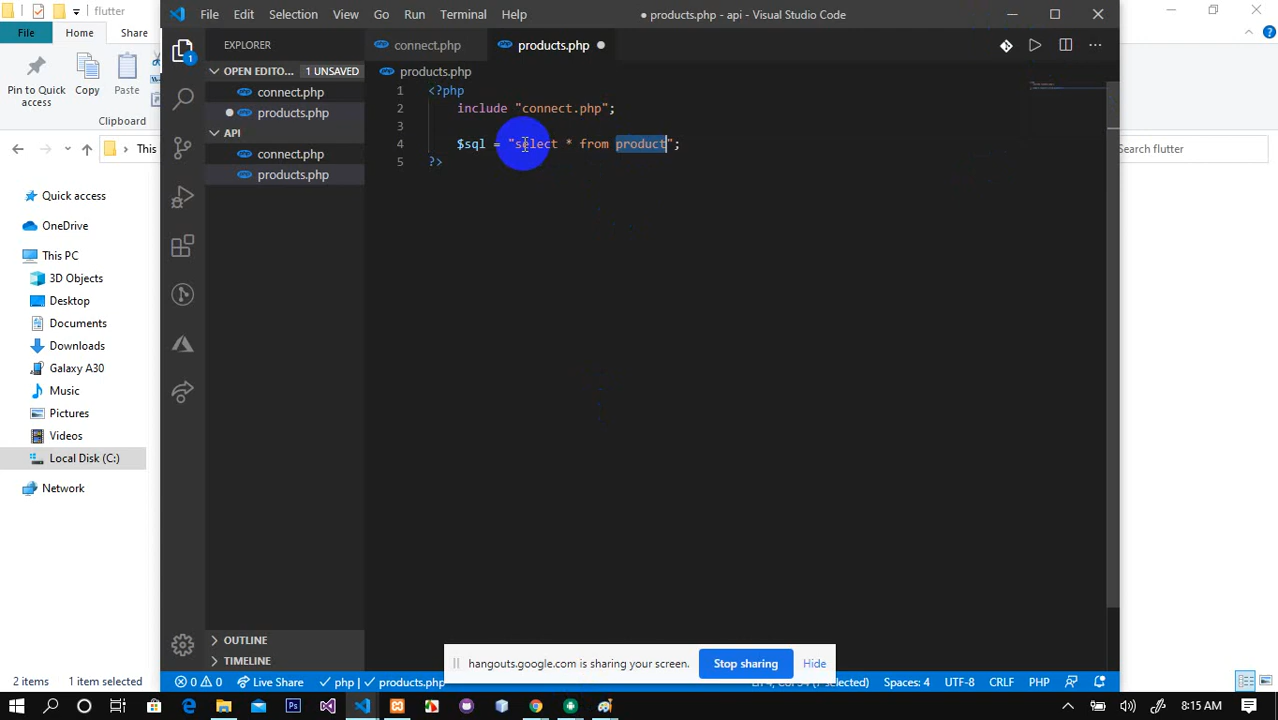 flutter
File Home Share
Pin to Quick access
Copy
Paste
Clipboard
This
Search flutter
Quick access
OneDrive
This PC
3D Objects
Desktop
Documents
Downloads
Galaxy A30
Music
Pictures
Videos
Local Disk (C:)
Network
2 items 1 item selected
File Edit Selection View Go Run Terminal Help
● products.php - api - Visual Studio Code
EXPLORER
OPEN EDITO... 1 UNSAVED
connect.php
products.php
API
connect.php
products.php
OUTLINE
TIMELINE
1
connect.php products.php
products.php
1 <?php
2 include "connect.php";
3
4 $sql = "select * from product";
5 ?>
hangouts.google.com is sharing your screen. Stop sharing Hide
0 0 Live Share php | products.php Spaces: 4 UTF-8 CRLF PHP
8:15 AM